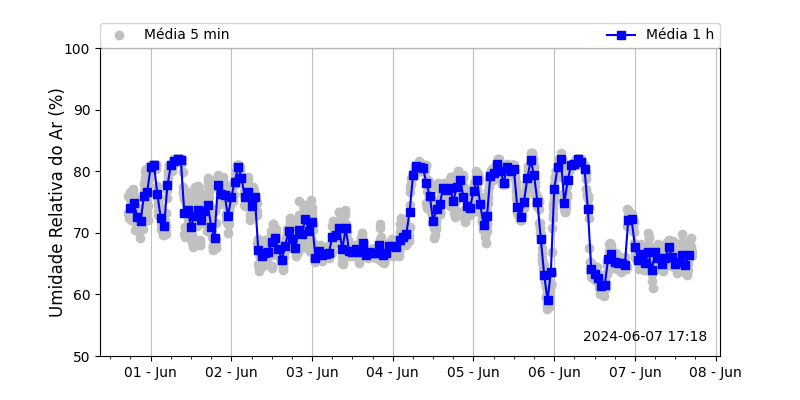 Média 5 min
Média 1 h
Umidade Relativa do Ar (%)
100
90
80
70
60
50
2024-06-07 17:18
01 - Jun
02 - Jun
03 - Jun
04 - Jun
05 - Jun
06 - Jun
07 - Jun
08 - Jun